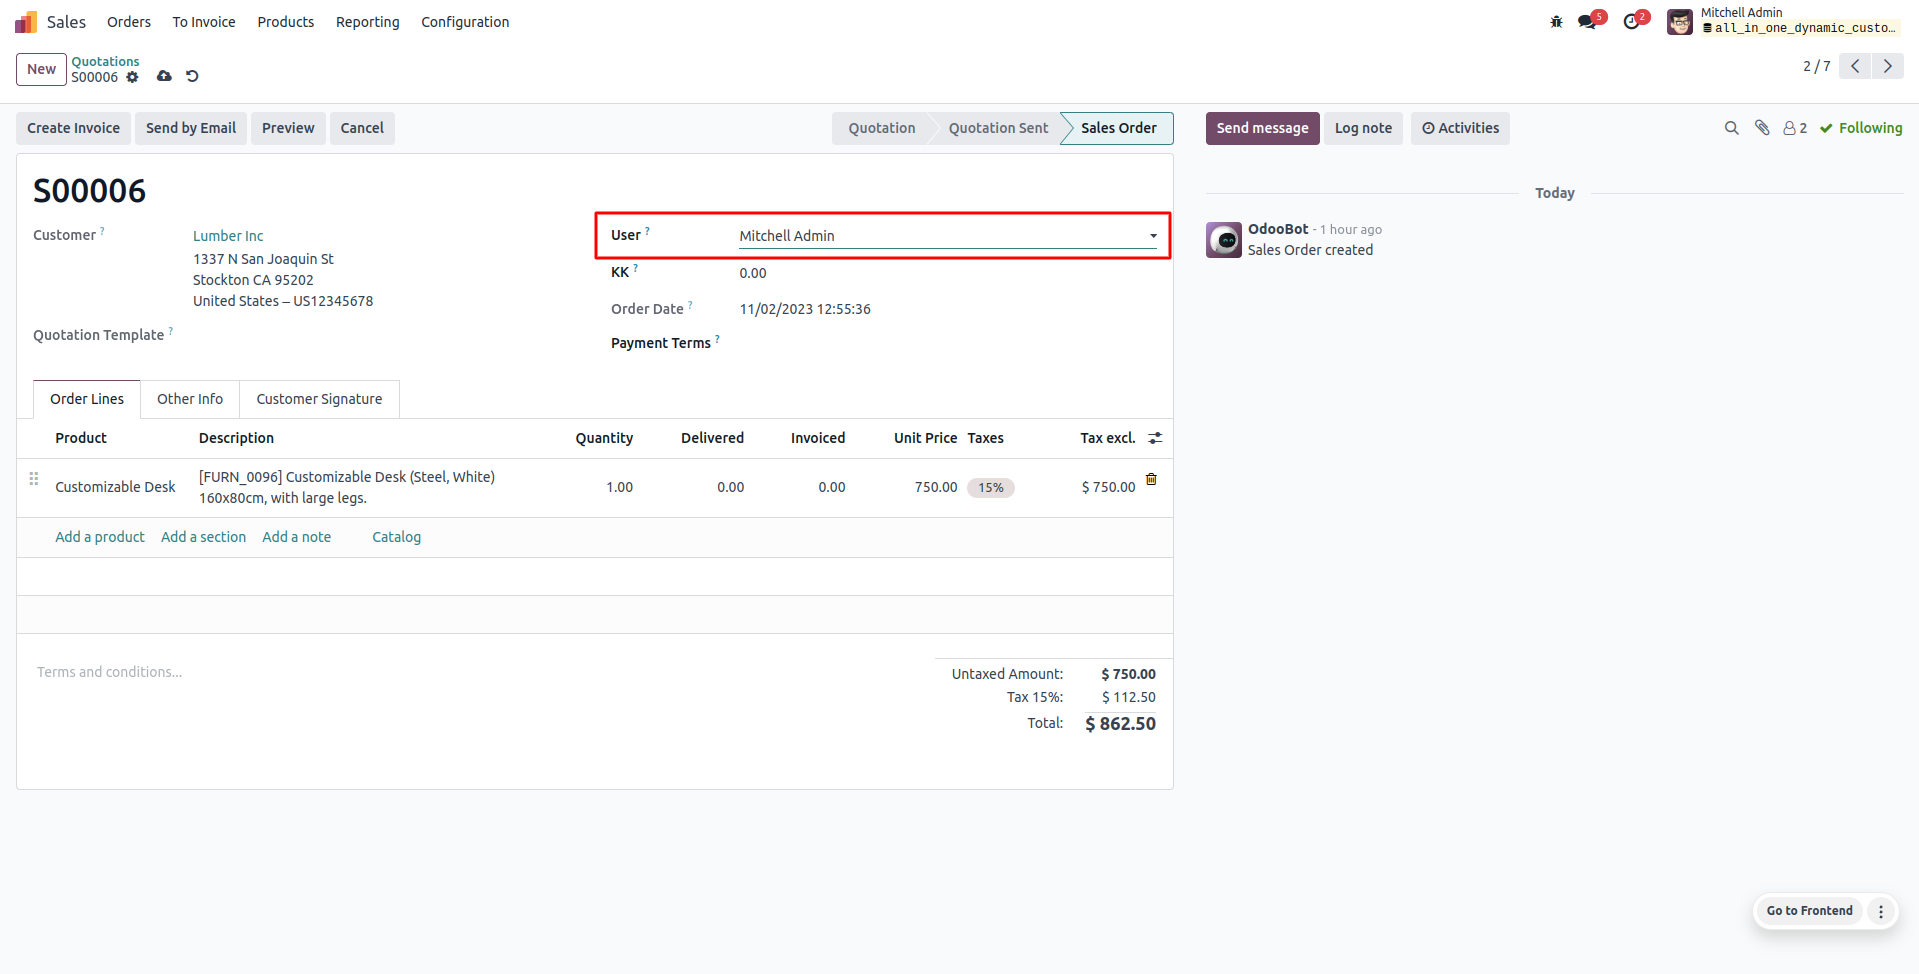 Sales Orders To Invoice Products Reporting Configuration
5 2 Mitchell Admin
all_in_one_dynamic_custo...
New Quotations
S00006
2 / 7
Create Invoice Send by Email Preview Cancel Quotation Quotation Sent Sales Order
Send message Log note Activities 2 Following
S00006
Customer ? Lumber Inc
1337 N San Joaquin St
Stockton CA 95202
United States – US12345678
Quotation Template ?
User ? Mitchell Admin
KK ? 0.00
Order Date ? 11/02/2023 12:55:36
Payment Terms ?
Today
OdooBot - 1 hour ago
Sales Order created
Order Lines Other Info Customer Signature
Product Description Quantity Delivered Invoiced Unit Price Taxes Tax excl.
Customizable Desk [FURN_0096] Customizable Desk (Steel, White)
160x80cm, with large legs. 1.00 0.00 0.00 750.00 15% $ 750.00
Add a product Add a section Add a note Catalog
Terms and conditions...
Untaxed Amount: $ 750.00
Tax 15%: $ 112.50
Total: $ 862.50
Go to Frontend